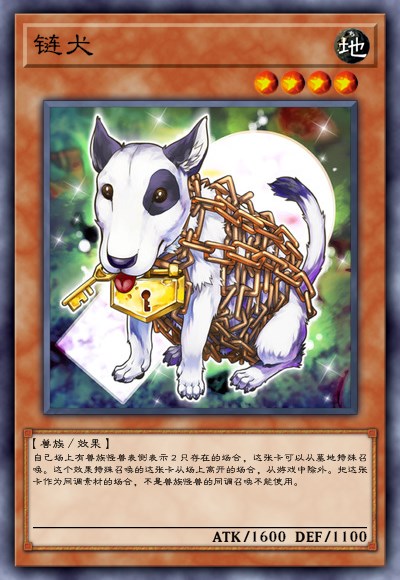 链犬
地
【兽族／效果】
自己场上有兽族怪兽表侧表示２只存在的场合，这张卡可以从墓地特殊召
唤。这个效果特殊召唤的这张卡从场上离开的场合，从游戏中除外。把这张
卡作为同调素材的场合，不是兽族怪兽的同调召唤不能使用。
ATK/1600 DEF/1100